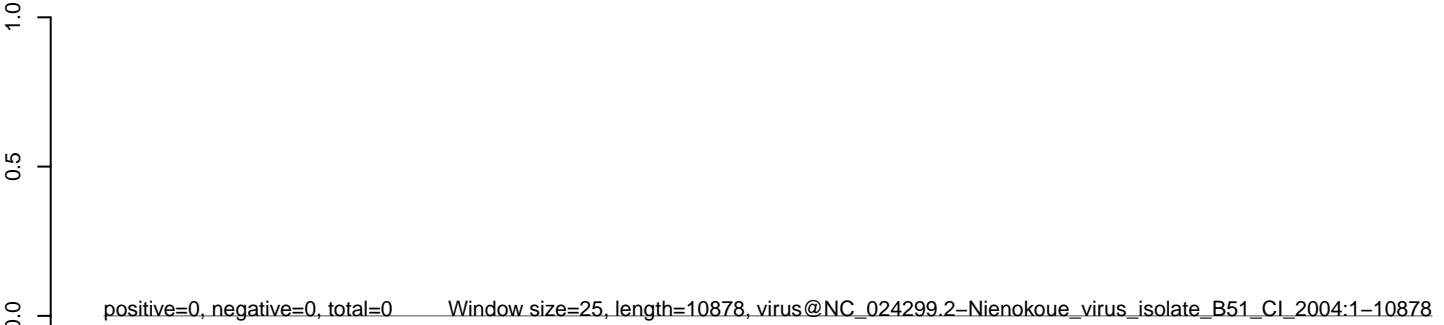 1.0
0.5
0.0
positive=0, negative=0, total=0 Window size=25, length=10878, virus@NC_024299.2−Nienokoue_virus_isolate_B51_CI_2004:1−10878